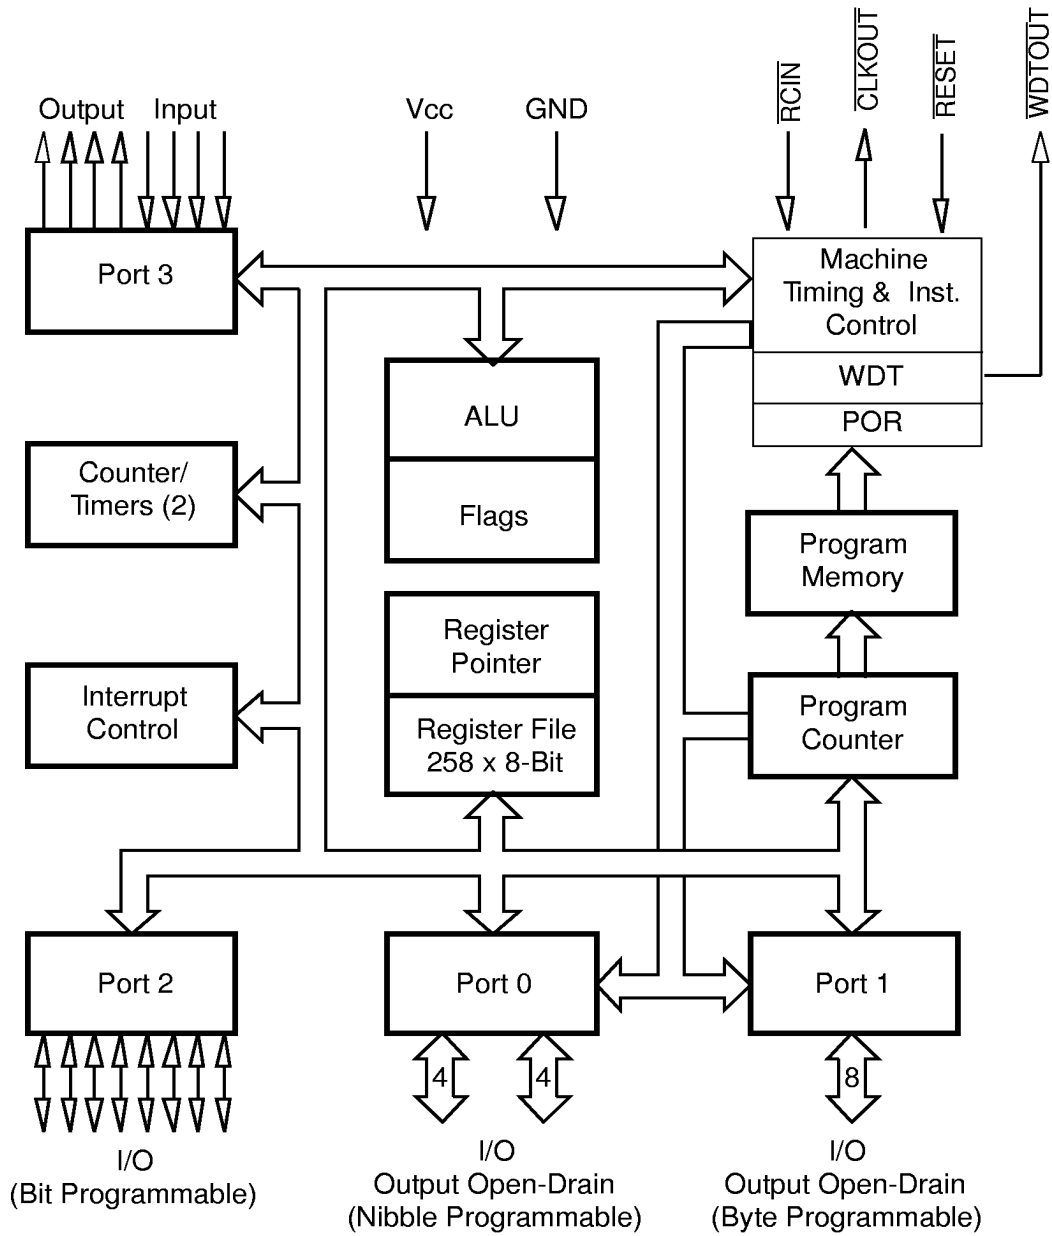 RCIN
CLKOUT
RESET
WDTOUT
Output Input
Vcc
GND
Port 3
Machine
Timing & Inst.
Control
WDT
POR
ALU
Flags
Counter/
Timers (2)
Program
Memory
Register
Pointer
Register File
258 x 8-Bit
Interrupt
Control
Program
Counter
Port 2
Port 0
Port 1
4
4
8
I/O
(Bit Programmable)
I/O
Output Open-Drain
(Nibble Programmable)
I/O
Output Open-Drain
(Byte Programmable)